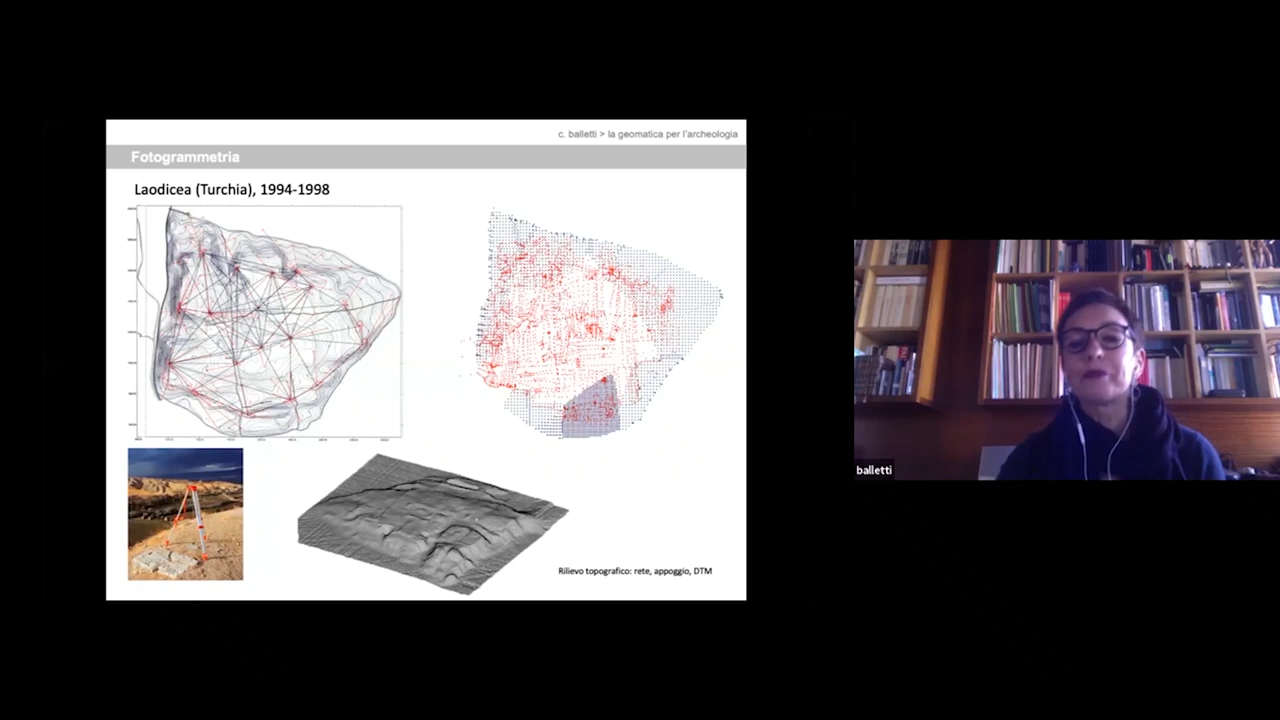 c. balletti > la geomatica per l'archeologia
Fotogrammetria
Laodicea (Turchia), 1994-1998
Rilievo topografico: rete, appoggio, DTM
balletti